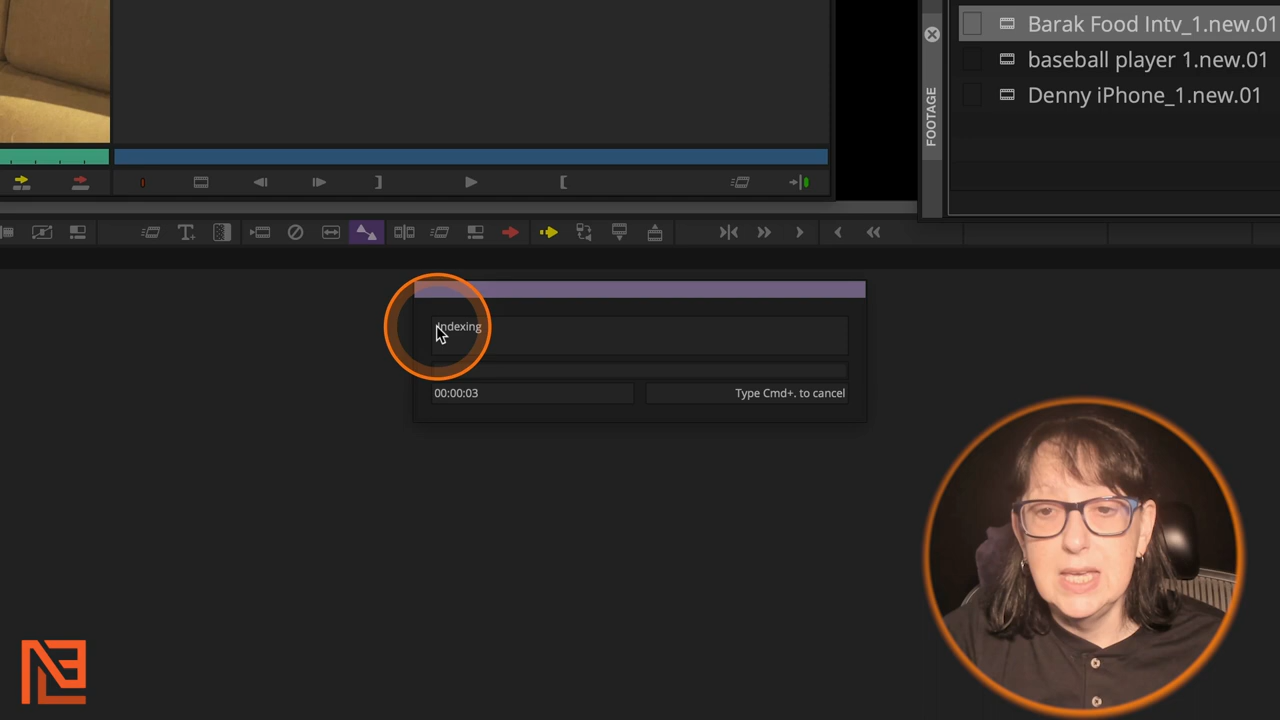 Barak Food Intv_1.new.01
baseball player 1.new.01
Denny iPhone_1.new.01
FOOTAGE
Indexing
00:00:03
Type Cmd+. to cancel